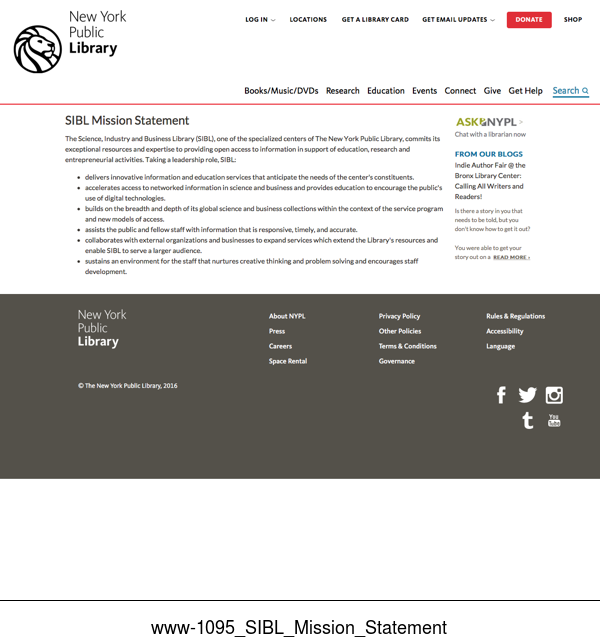 New York
Public
Library
LOG IN
LOCATIONS
GET A LIBRARY CARD
GET EMAIL UPDATES
DONATE
SHOP
Books/Music/DVDs
Research
Education
Events
Connect
Give
Get Help
Search
SIBL Mission Statement
The Science, Industry and Business Library (SIBL), one of the specialized centers of The New York Public Library, commits its
exceptional resources and expertise to providing open access to information in support of education, research and
entrepreneurial activities. Taking a leadership role, SIBL:
• delivers innovative information and education services that anticipate the needs of the center's constituents.
• accelerates access to networked information in science and business and provides education to encourage the public's
use of digital technologies.
• builds on the breadth and depth of its global science and business collections within the context of the service program
and new models of access.
• assists the public and fellow staff with information that is responsive, timely, and accurate.
• collaborates with external organizations and businesses to expand services which extend the Library's resources and
enable SIBL to serve a larger audience.
• sustains an environment for the staff that nurtures creative thinking and problem solving and encourages staff
development.
ASK NYPL >
Chat with a librarian now
FROM OUR BLOGS
Indie Author Fair @ the
Bronx Library Center:
Calling All Writers and
Readers!
Is there a story in you that
needs to be told, but you
don't know how to get it out?
You were able to get your
story out on a READ MORE ›
New York
Public
Library
About NYPL
Press
Careers
Space Rental
Privacy Policy
Other Policies
Terms & Conditions
Governance
Rules & Regulations
Accessibility
Language
© The New York Public Library, 2016
You
Tube
www-1095_SIBL_Mission_Statement